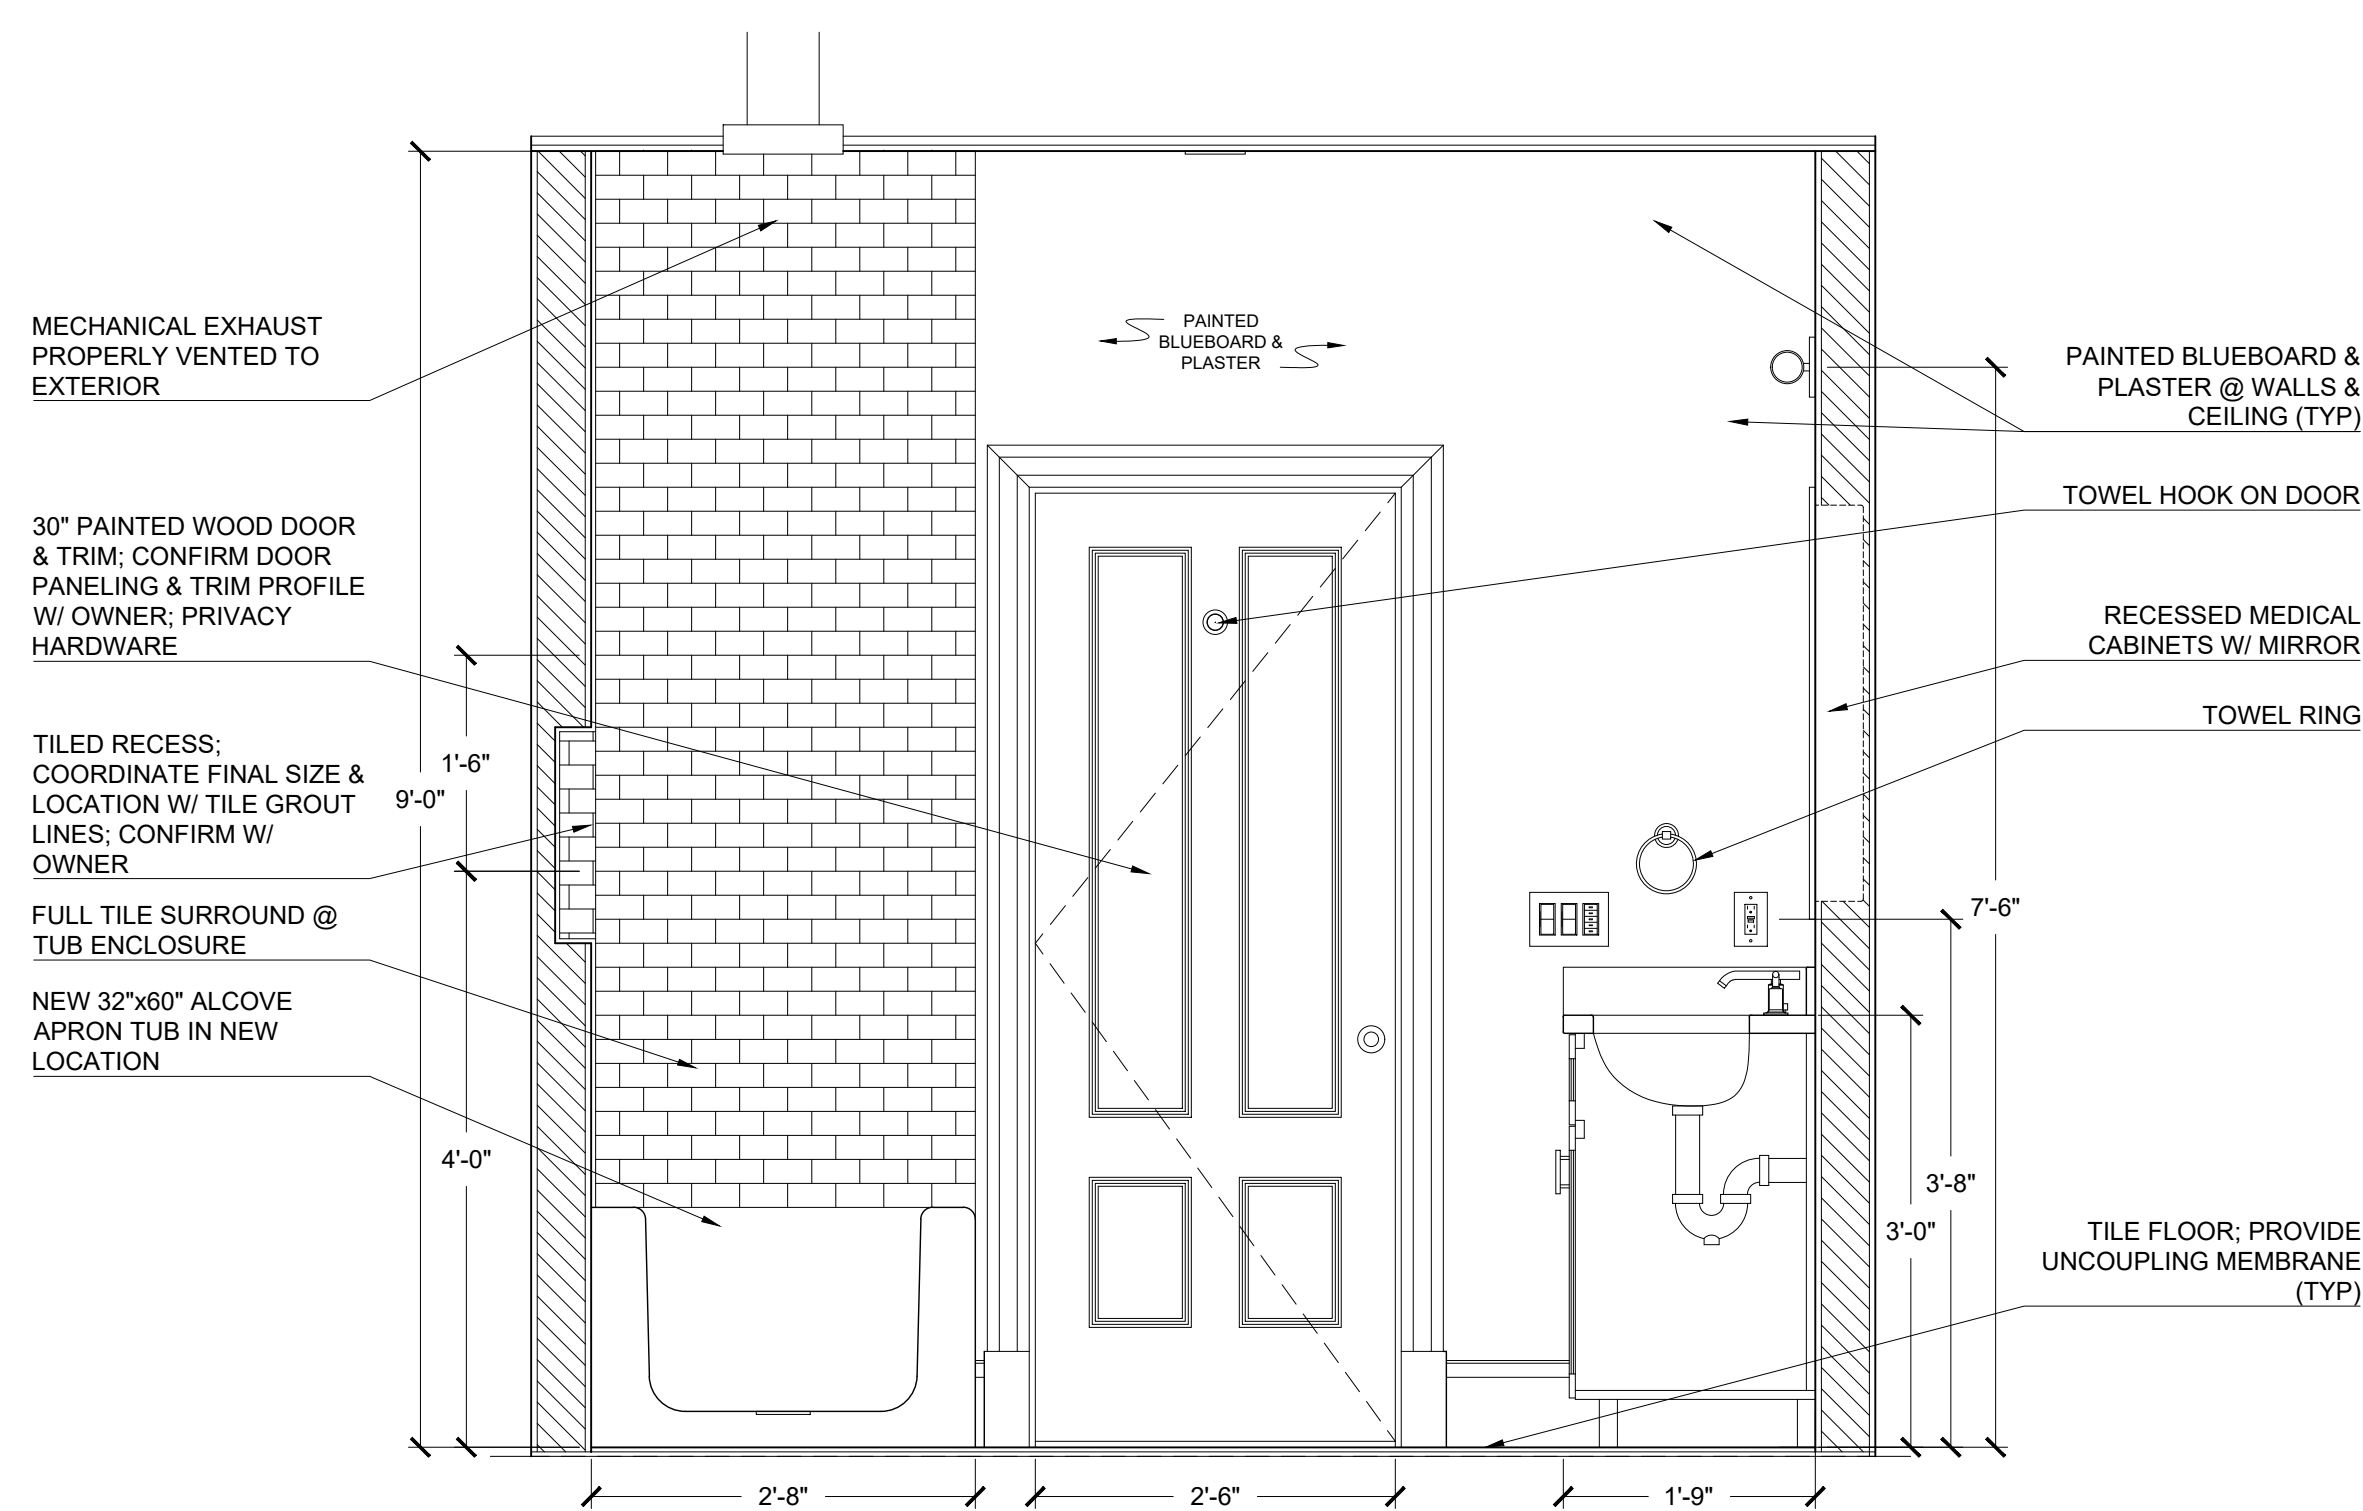 MECHANICAL EXHAUST
PROPERLY VENTED TO
EXTERIOR
30" PAINTED WOOD DOOR
& TRIM; CONFIRM DOOR
PANELING & TRIM PROFILE
W/ OWNER; PRIVACY
HARDWARE
TILED RECESS;
COORDINATE FINAL SIZE &
LOCATION W/ TILE GROUT
LINES; CONFIRM W/
OWNER
FULL TILE SURROUND @
TUB ENCLOSURE
NEW 32"x60" ALCOVE
APRON TUB IN NEW
LOCATION
9'-0"
1'-6"
4'-0"
PAINTED
BLUEBOARD &
PLASTER
PAINTED BLUEBOARD &
PLASTER @ WALLS &
CEILING (TYP)
TOWEL HOOK ON DOOR
RECESSED MEDICAL
CABINETS W/ MIRROR
TOWEL RING
7'-6"
3'-8"
3'-0"
TILE FLOOR; PROVIDE
UNCOUPLING MEMBRANE
(TYP)
2'-8"
2'-6"
1'-9"